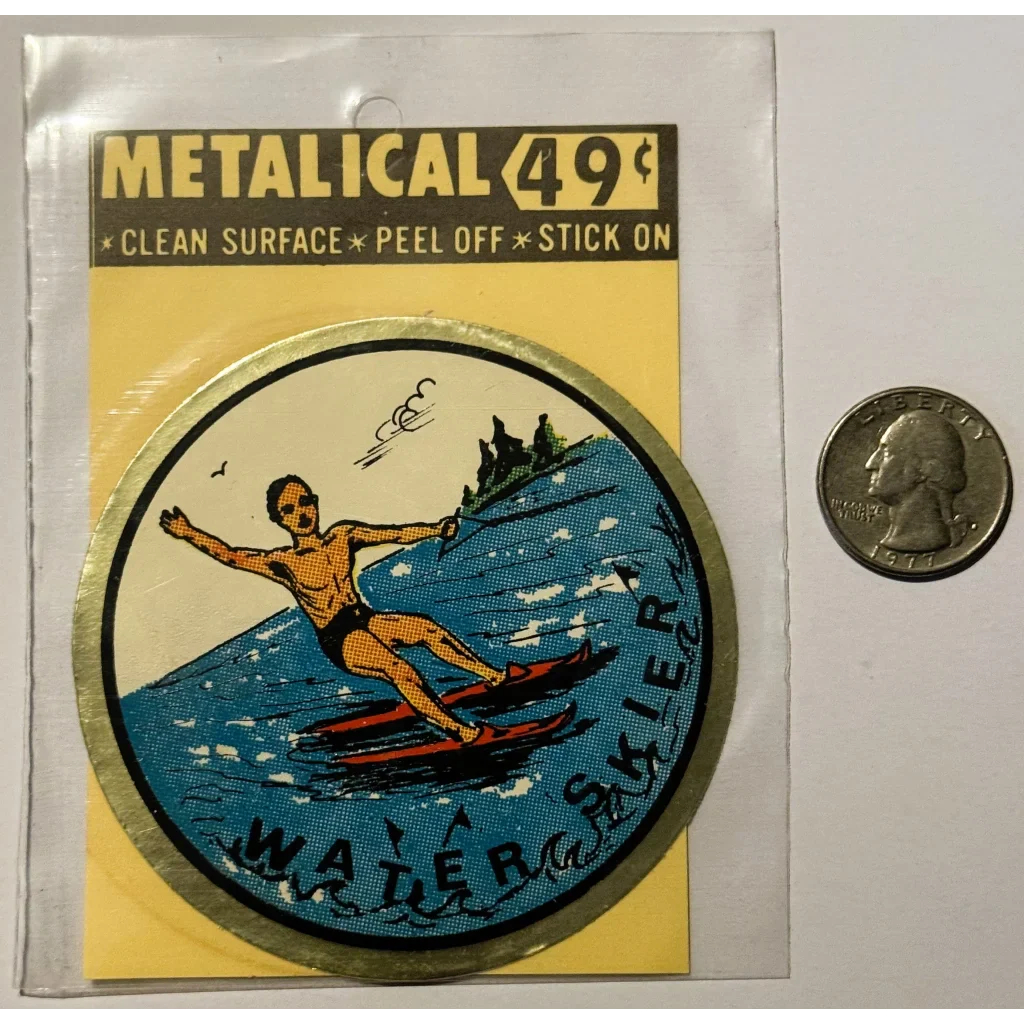 METALICAL 49¢
*CLEAN SURFACE*PEEL OFF*STICK ON
WATER SKIER
LIBERTY
IN GOD WE
TRUST
D
1977